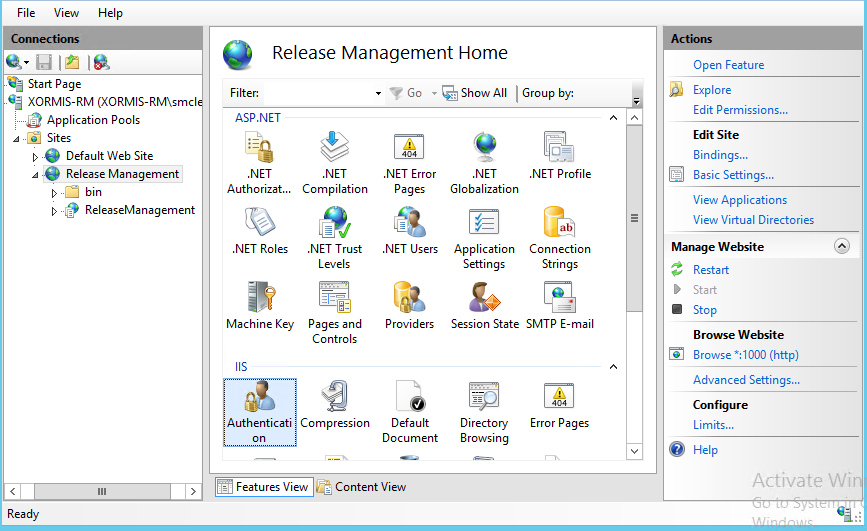 File View Help
Connections
Start Page
XORMIS-RM (XORMIS-RM\smcle
Application Pools
Sites
Default Web Site
Release Management
bin
ReleaseManagement
Release Management Home
Filter: Go Show All Group by:
ASP.NET
.NET
Authorizat...
.NET
Compilation
.NET Error
Pages
.NET
Globalization
.NET Profile
.NET Roles
.NET Trust
Levels
.NET Users
Application
Settings
Connection
Strings
Machine Key
Pages and
Controls
Providers
Session State
SMTP E-mail
IIS
Authenticati
on
Compression
Default
Document
Directory
Browsing
Error Pages
Features View
Content View
Actions
Open Feature
Explore
Edit Permissions...
Edit Site
Bindings...
Basic Settings...
View Applications
View Virtual Directories
Manage Website
Restart
Start
Stop
Browse Website
Browse *:1000 (http)
Advanced Settings...
Configure
Limits...
Help
Activate Win
Go to System in
Windows.
Ready